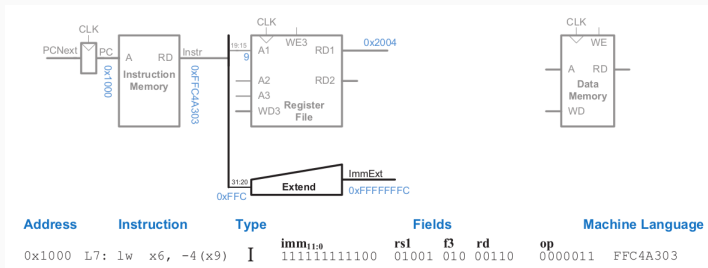 CLK
CLK
CLK
PCNext
PC
A
RD
Instr
19:15
A1
WE3
RD1
0x2004
WE
9
Instruction
Memory
0x1000
0xFFC4A303
A2
RD2
A
RD
A3
Data
Memory
WD3
Register
File
WD
31:20
Extend
ImmExt
0xFFC
0xFFFFFFFC
Address Instruction Type Fields Machine Language
imm11:0 rs1 f3 rd op
0x1000 L7: lw x6, -4(x9) I 111111111100 01001 010 00110 0000011 FFC4A303